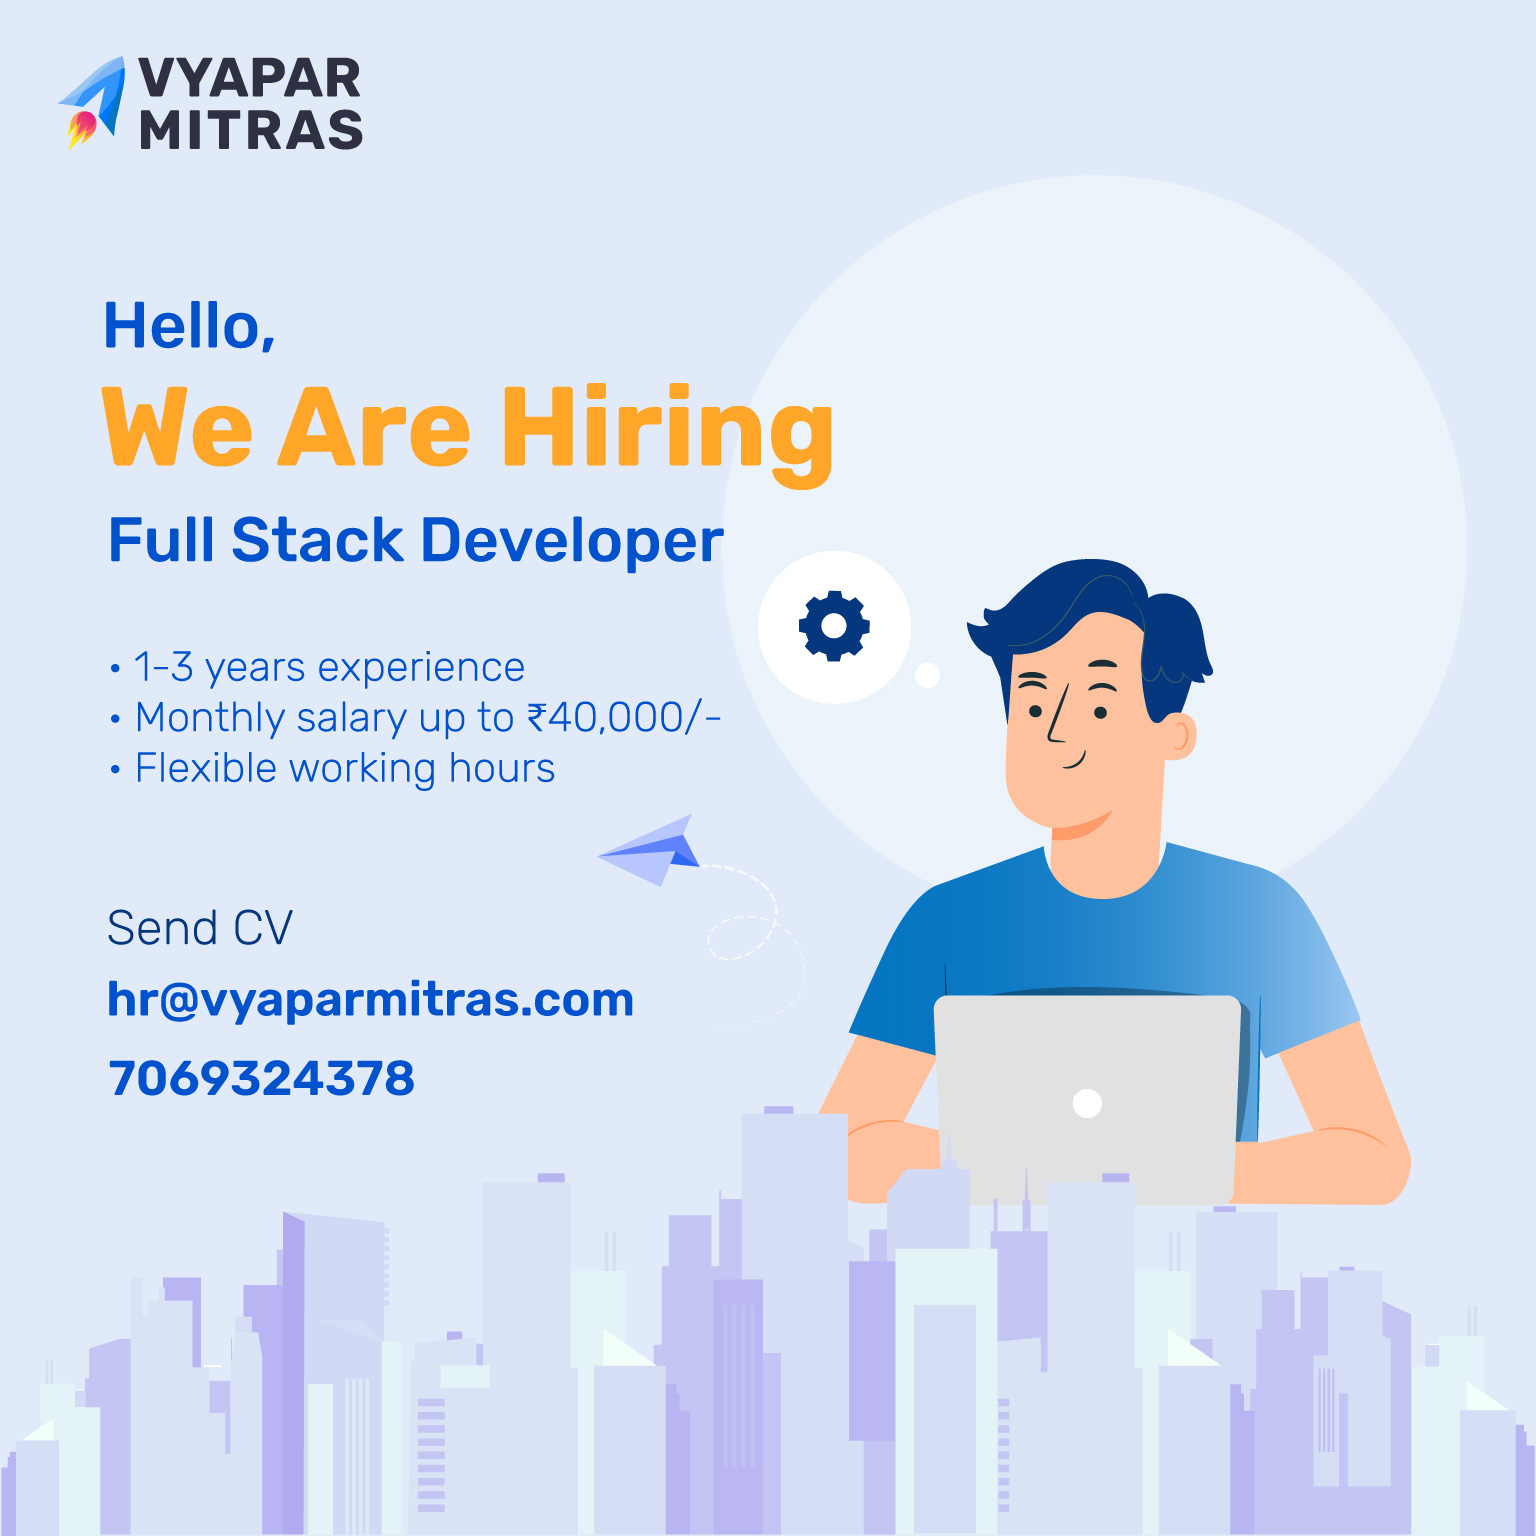 VYAPAR
MITRAS
Hello,
We Are Hiring
Full Stack Developer
• 1-3 years experience
• Monthly salary up to ₹40,000/-
• Flexible working hours
Send CV
hr@vyaparmitras.com
7069324378